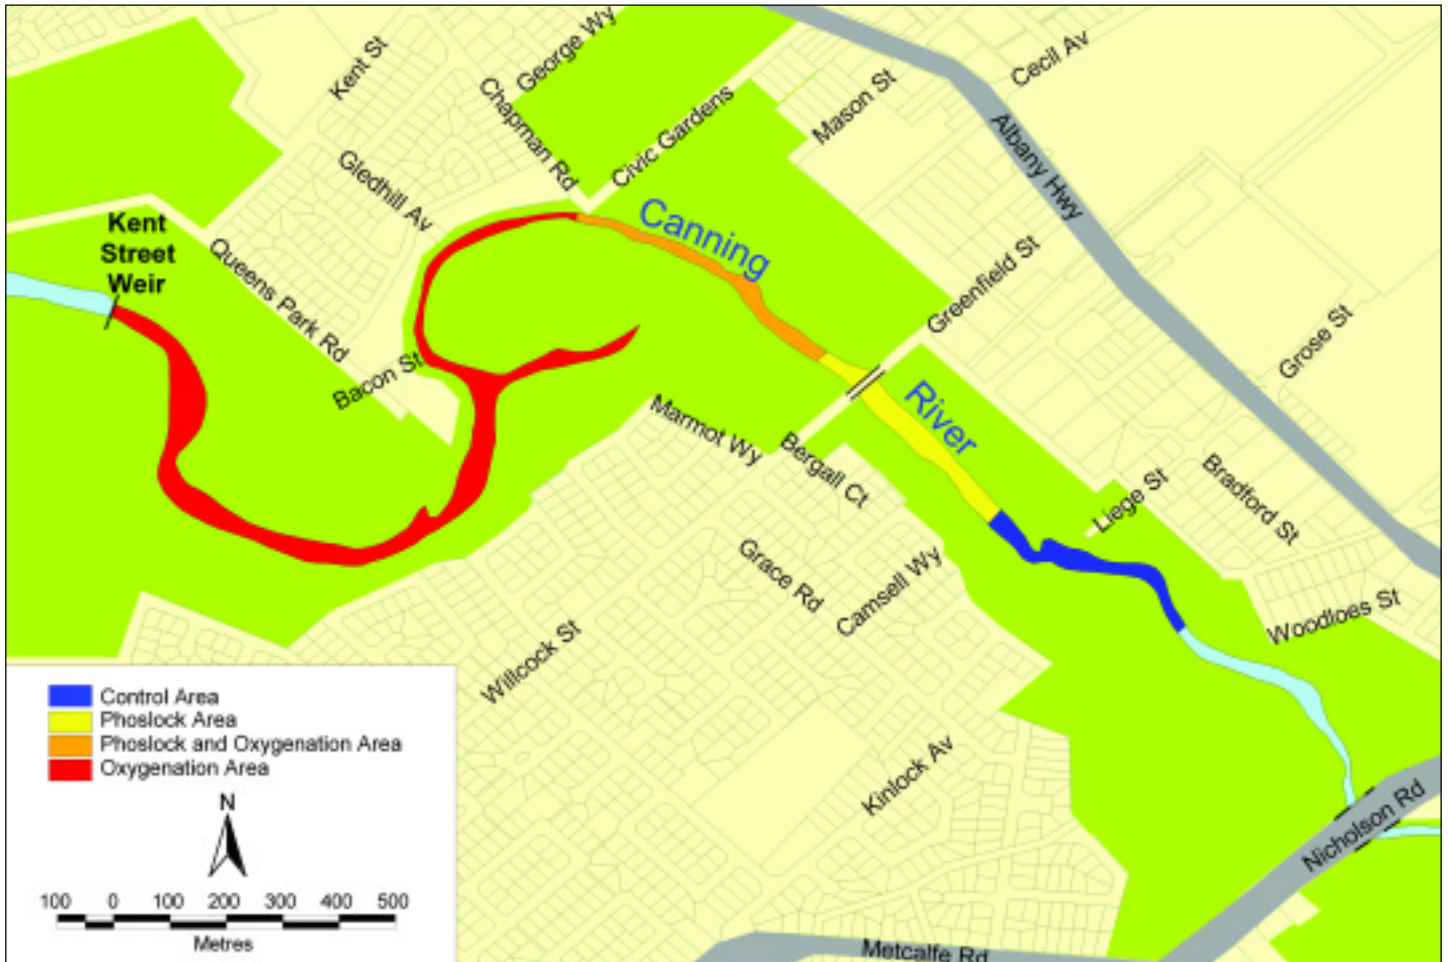 George Wy
Kent St
Cecil Av
Chapman Rd
Civic Gardens
Mason St
Albany Hwy
Gledhill Av
Canning
Kent
Street
Weir
Queens Park Rd
Greenfield St
Grose St
Bacon St
River
Marmot Wy
Bergall Ct
Liege St
Bradford St
Grace Rd
Camsell Wy
Woodloes St
Willcock St
Kinlock Av
Nicholson Rd
Metcalfe Rd
Control Area
Phoslock Area
Phoslock and Oxygenation Area
Oxygenation Area
N
100 0 100 200 300 400 500
Metres